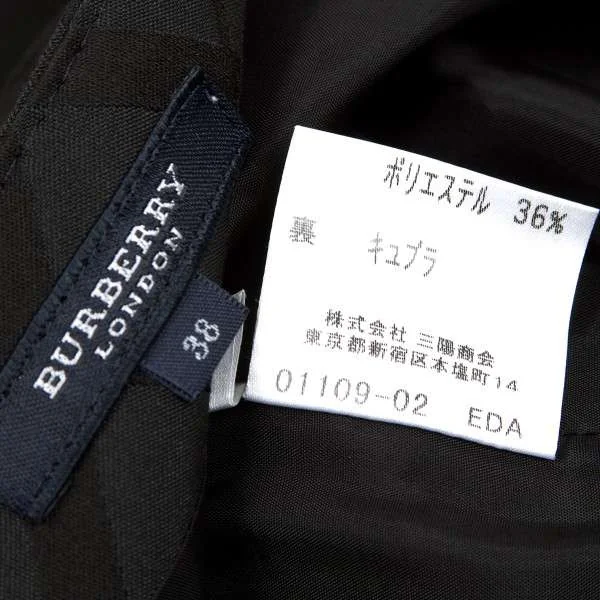 BURBERRY
LONDON
38
ポリエステル 36%
裏 キュプラ
株式会社 三陽商会
東京都新宿区本塩町14
01109-02 EDA